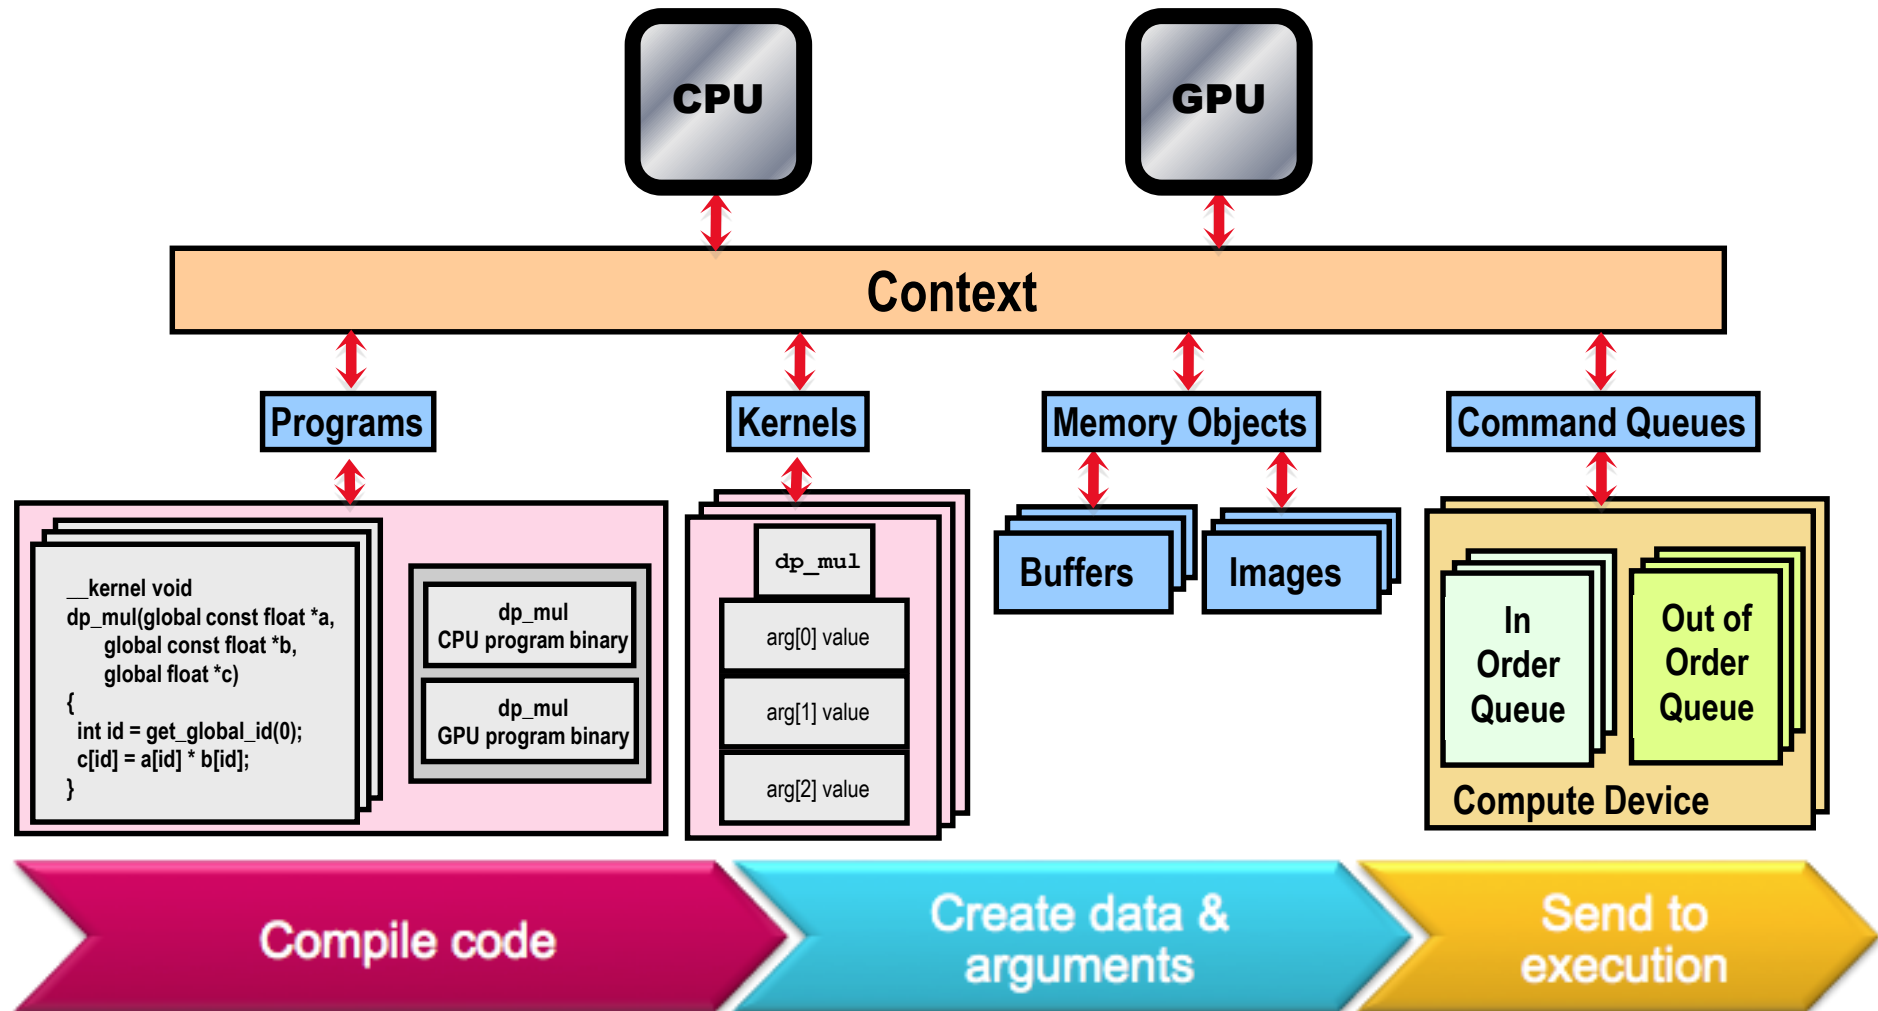 CPU
GPU
Context
Programs
Kernels
Memory Objects
Command Queues
__kernel void
dp_mul(global const float *a,
global const float *b,
global float *c)
{
int id = get_global_id(0);
c[id] = a[id] * b[id];
}
dp_mul
CPU program binary
dp_mul
GPU program binary
dp_mul
arg[0] value
arg[1] value
arg[2] value
Buffers
Images
In
Order
Queue
Out of
Order
Queue
Compute Device
Compile code
Create data &
arguments
Send to
execution